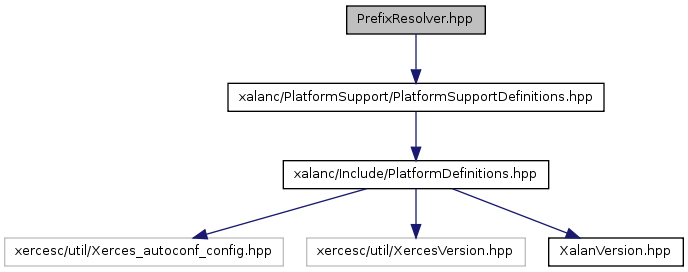 PrefixResolver.hpp
xalanc/PlatformSupport/PlatformSupportDefinitions.hpp
xalanc/Include/PlatformDefinitions.hpp
xercesc/util/Xerces_autoconf_config.hpp
xercesc/util/XercesVersion.hpp
XalanVersion.hpp